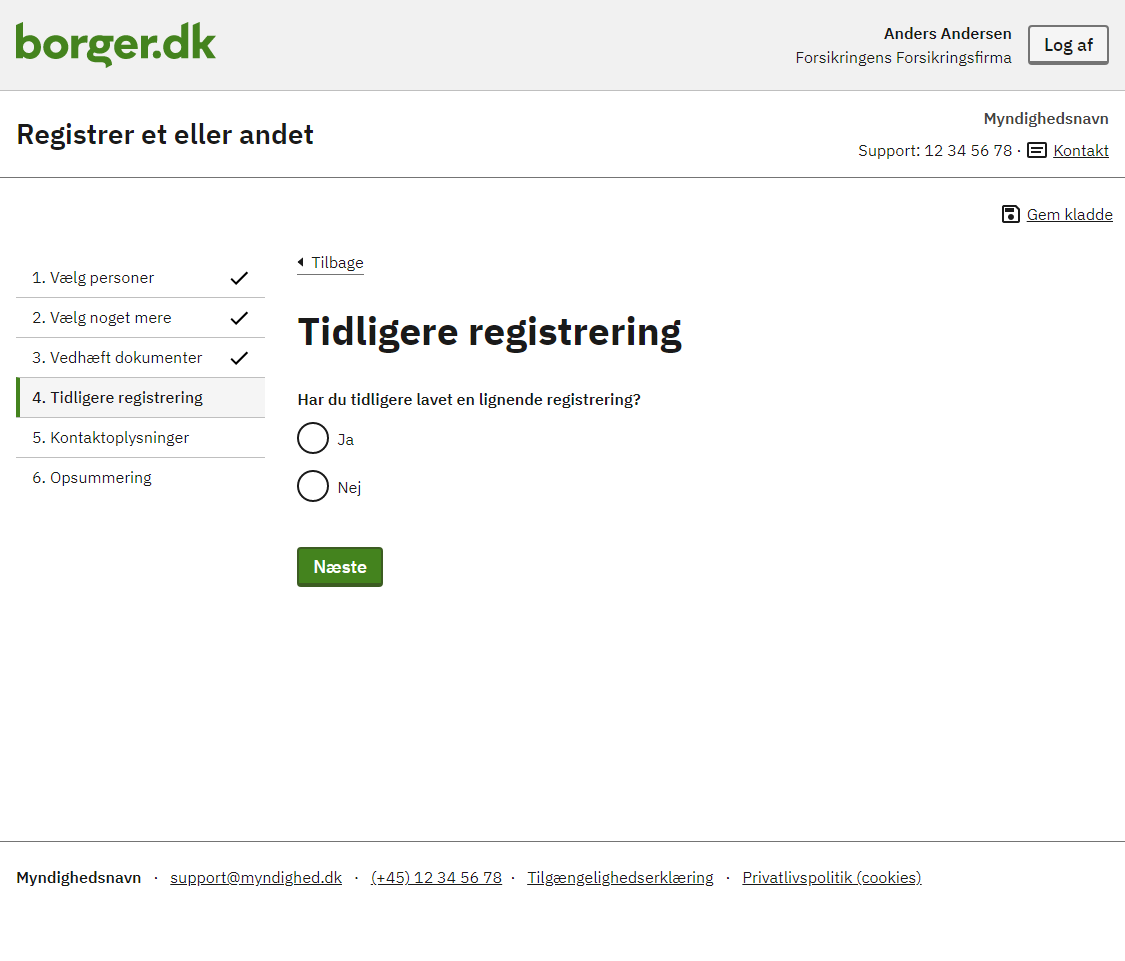 borger.dk
Anders Andersen
Forsikringens Forsikringsfirma
Log af
Registrer et eller andet
Myndighedsnavn
Support: 12 34 56 78 · Kontakt
Gem kladde
1. Vælg personer
2. Vælg noget mere
3. Vedhæft dokumenter
4. Tidligere registrering
5. Kontaktoplysninger
6. Opsummering
Tilbage
Tidligere registrering
Har du tidligere lavet en lignende registrering?
Ja
Nej
Næste
Myndighedsnavn · support@myndighed.dk · (+45) 12 34 56 78 · Tilgængelighedserklæring · Privatlivspolitik (cookies)